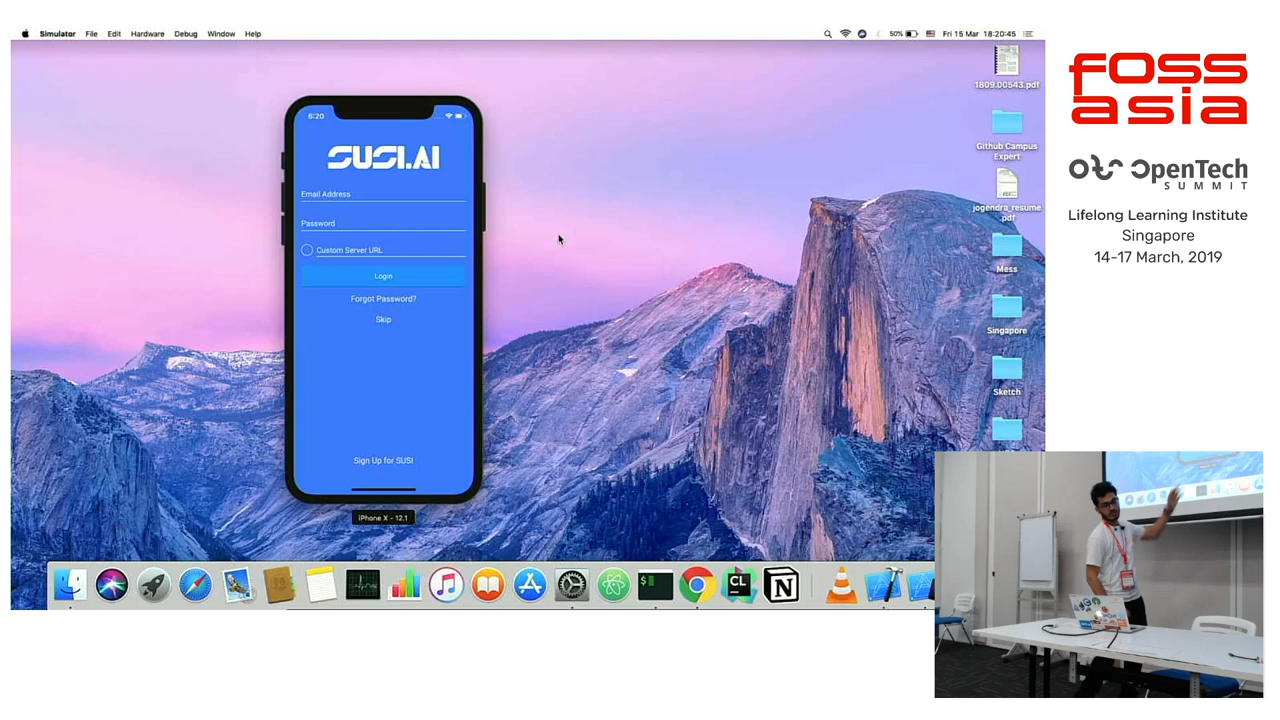 Simulator File Edit Hardware Debug Window Help
50% Fri 15 Mar 18:20:45
1809.00543.pdf
Github Campus
Expert
jogendra_resume
.pdf
Mess
Singapore
Sketch
6:20
SUSI.AI
Email Address
Password
Custom Server URL
Login
Forgot Password?
Skip
Sign Up for SUSI
iPhone X - 12.1
$
CL
N
fOSS
asia
OTS OpenTech
SUMMIT
Lifelong Learning Institute
Singapore
14-17 March, 2019